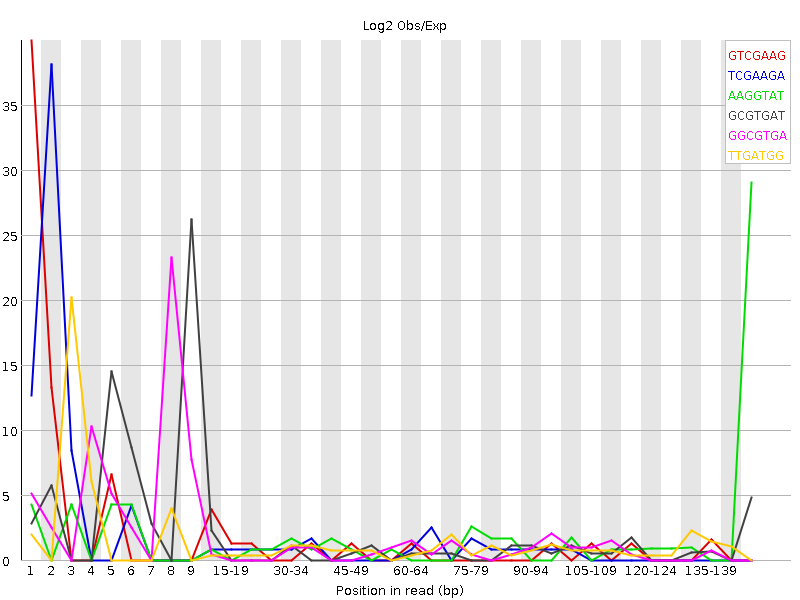 Log2 Obs/Exp
GTCGAAG
TCGAAGA
AAGGTAT
GCGTGAT
GGCGTGA
TTGATGG
35
30
25
20
15
10
5
0
1 2 3 4 5 6 7 8 9 15-19 30-34 45-49 60-64 75-79 90-94 105-109 120-124 135-139
Position in read (bp)